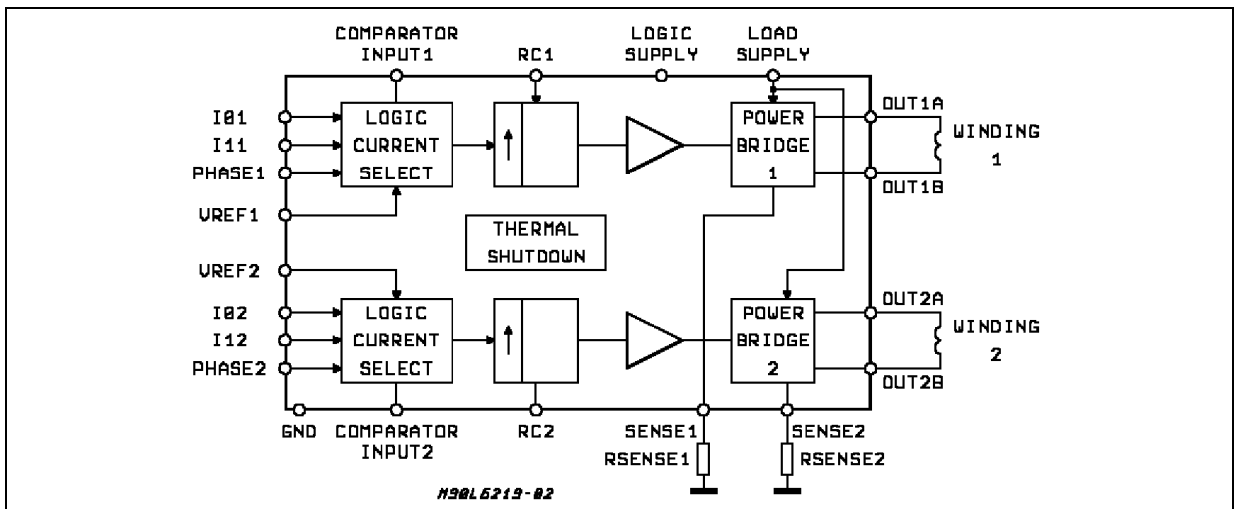 COMPARATOR
INPUT1
RC1
LOGIC
SUPPLY
LOAD
SUPPLY
I01
I11
PHASE1
VREF1
LOGIC
CURRENT
SELECT
POWER
BRIDGE
1
OUT1A
OUT1B
WINDING
1
THERMAL
SHUTDOWN
VREF2
I02
I12
PHASE2
LOGIC
CURRENT
SELECT
POWER
BRIDGE
2
OUT2A
OUT2B
WINDING
2
GND
COMPARATOR
INPUT2
RC2
SENSE1
RSENSE1
SENSE2
RSENSE2
M90L6219-02